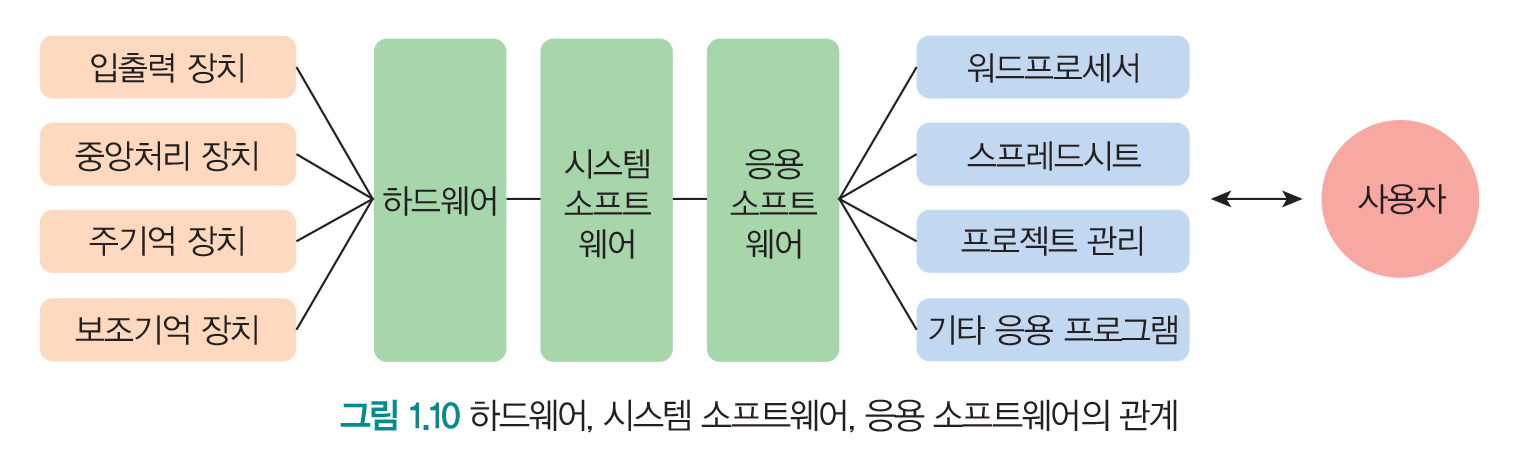 입출력 장치
중앙처리 장치
주기억 장치
보조기억 장치
하드웨어
시스템
소프트
웨어
응용
소프트
웨어
워드프로세서
스프레드시트
프로젝트 관리
기타 응용 프로그램
사용자
그림 1.10 하드웨어, 시스템 소프트웨어, 응용 소프트웨어의 관계